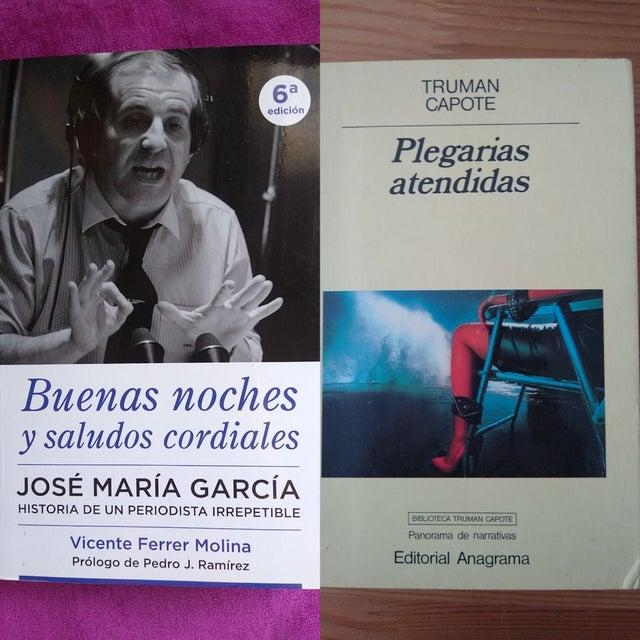 6ª
edición
Buenas noches
y saludos cordiales
JOSÉ MARÍA GARCÍA
HISTORIA DE UN PERIODISTA IRREPETIBLE
Vicente Ferrer Molina
Prólogo de Pedro J. Ramírez
TRUMAN
CAPOTE
Plegarias
atendidas
BIBLIOTECA TRUMAN CAPOTE
Panorama de narrativas
Editorial Anagrama